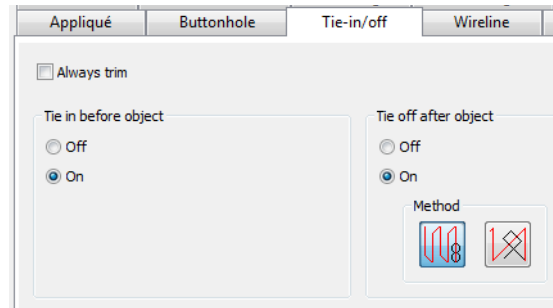 Appliqué Buttonhole Tie-in/off Wireline
Always trim
Tie in before object
Off
On
Tie off after object
Off
On
Method